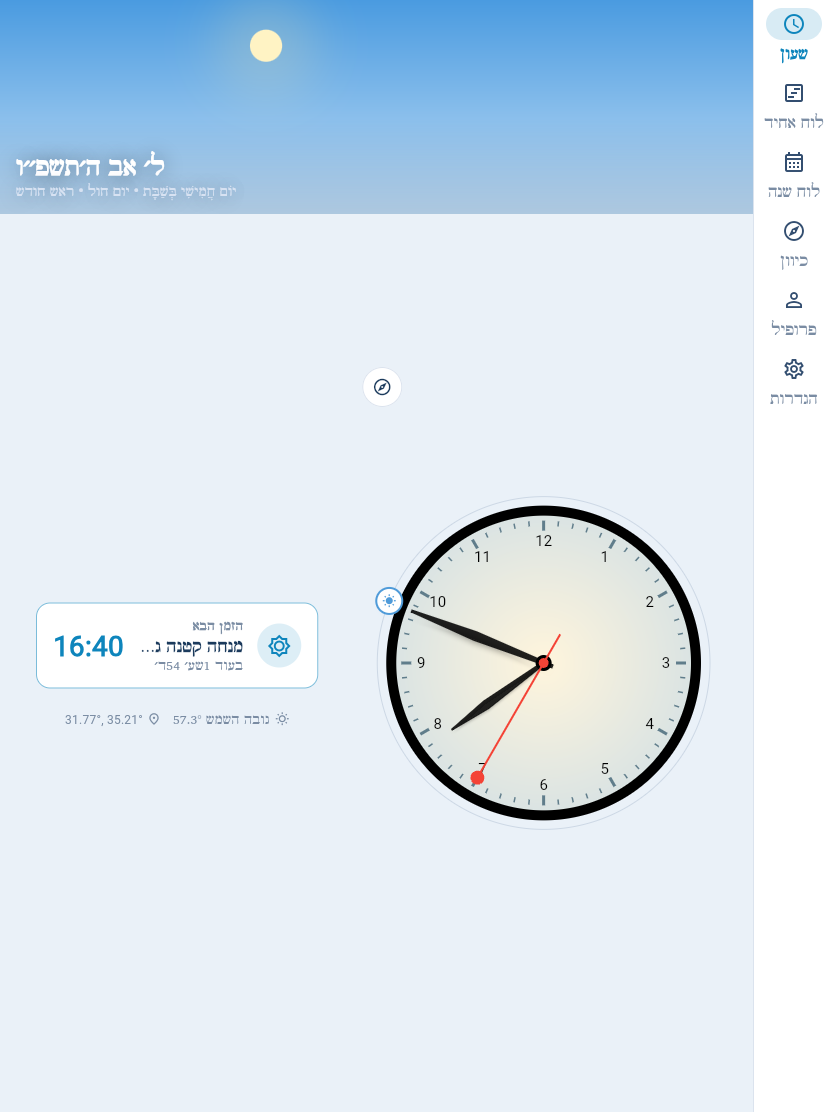 שעון
לוח אחיד
לוח שנה
כיוון
פרופיל
הגדרות
ל׳ אב ה׳תשפ״ו
יוֹם חֲמִישִׁי בְּשַׁבָּת • יום חול • ראש חודש
12
1
2
3
4
5
6
7
8
9
10
11
הזמן הבא
מנחה קטנה ג...
בעוד 1שע׳ 54ד׳
16:40
גובה השמש 57.3°
31.77°, 35.21°